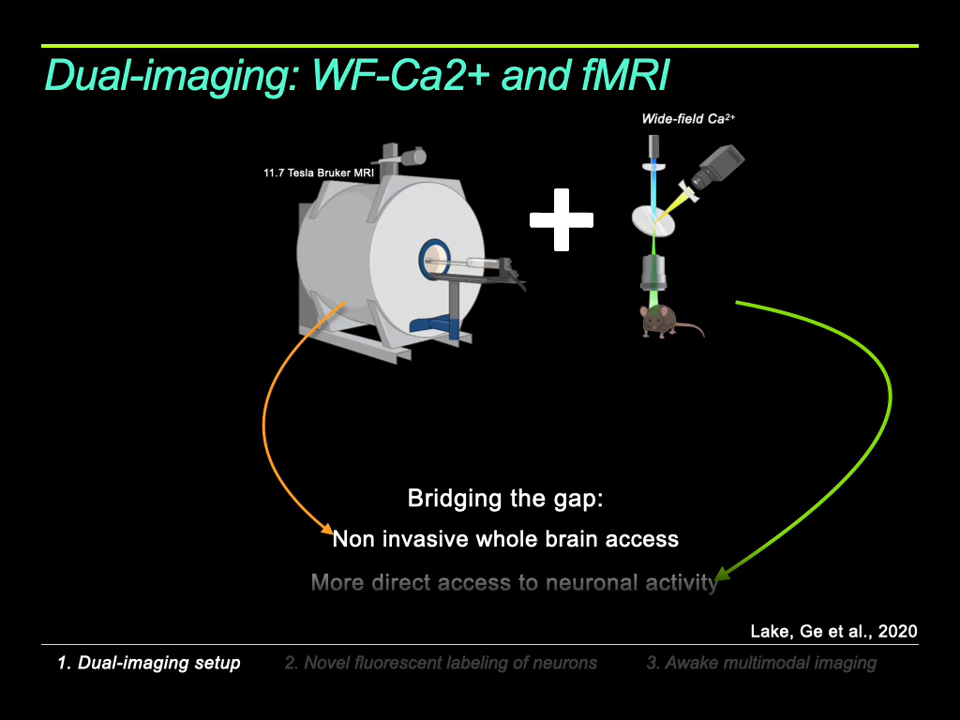 Dual-imaging: WF-Ca2+ and fMRI
Wide-field Ca²⁺
11.7 Tesla Bruker MRI
+
Bridging the gap:
Non invasive whole brain access
More direct access to neuronal activity
Lake, Ge et al., 2020
1. Dual-imaging setup
2. Novel fluorescent labeling of neurons
3. Awake multimodal imaging